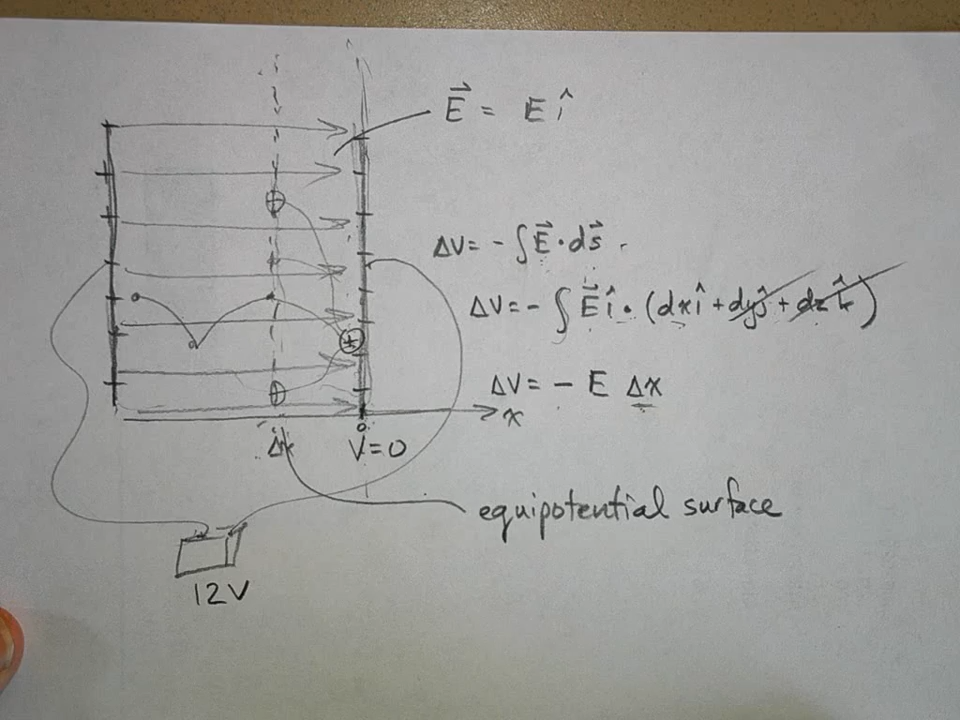 E⃗ = E î
ΔV = - ∫ E⃗ · ds⃗
ΔV = - ∫ E⃗ î · (dx î + dy ĵ + dz k̂)
ΔV = - E Δx
x
Δx V=0
equipotential surface
12V